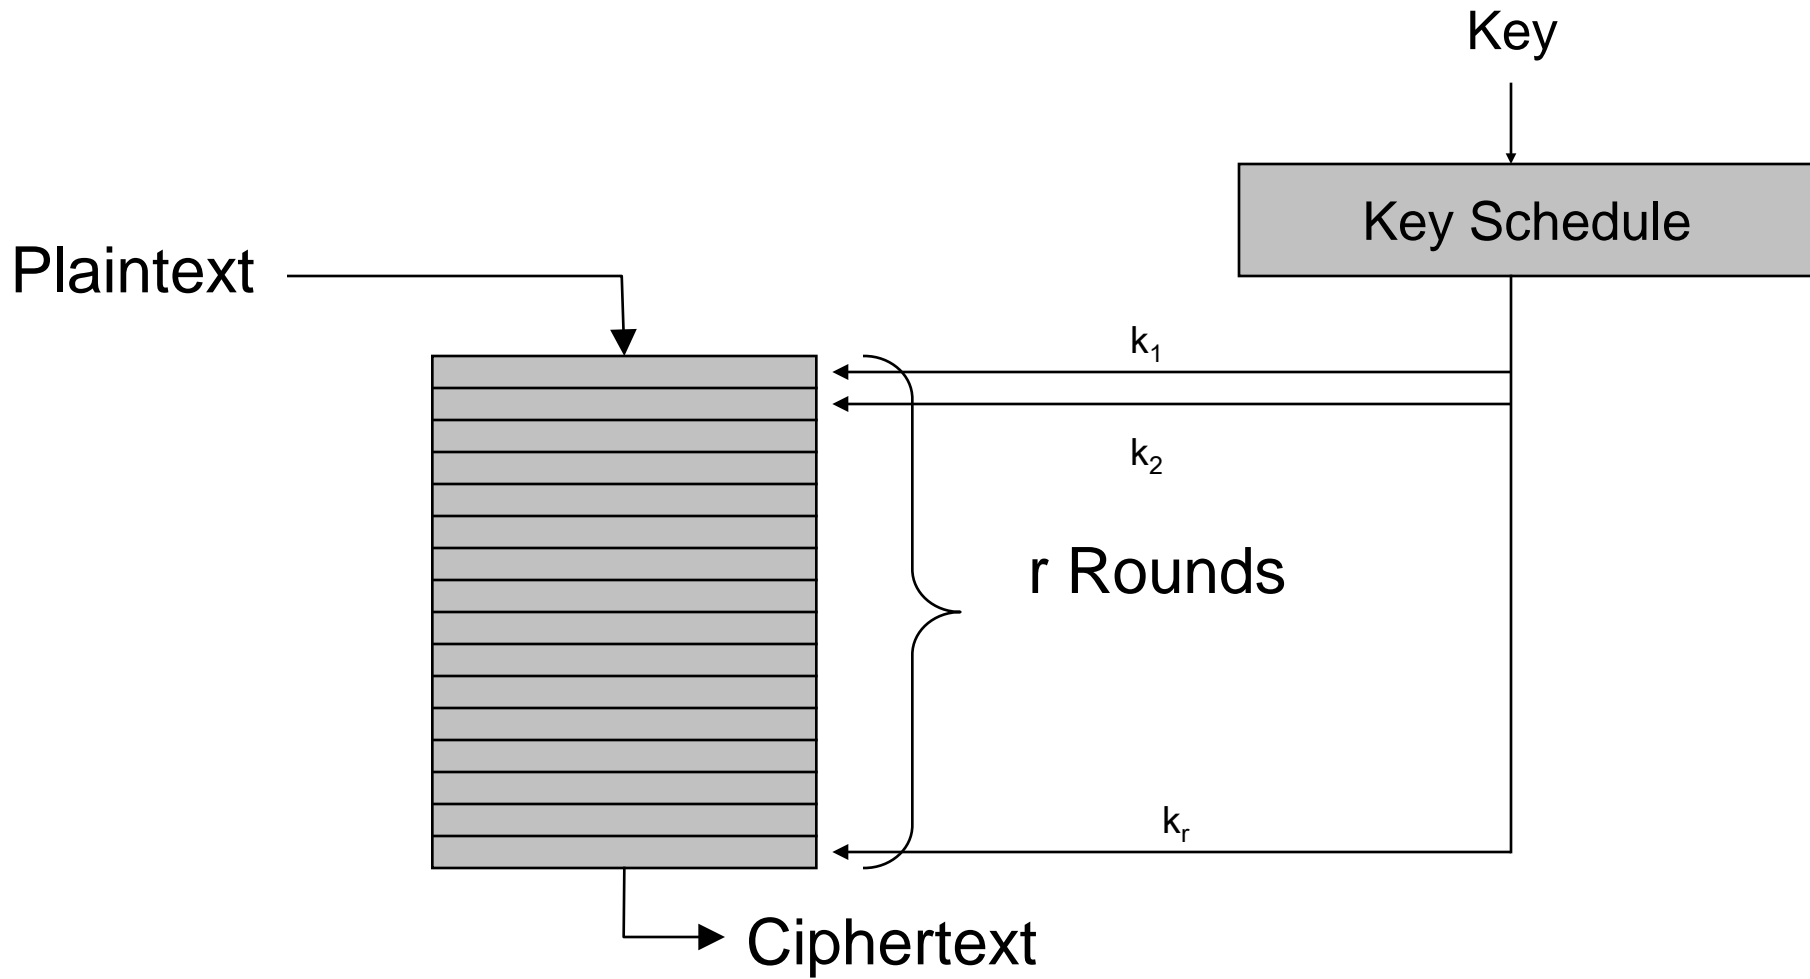 Key
Key Schedule
Plaintext
k₁
k₂
r Rounds
kᵣ
Ciphertext